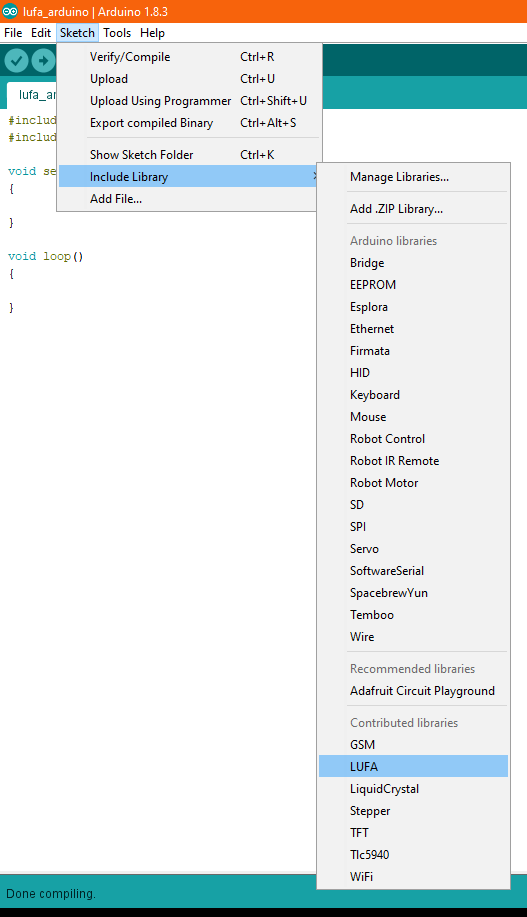 lufa_arduino | Arduino 1.8.3
File Edit Sketch Tools Help
Verify/Compile Ctrl+R
Upload Ctrl+U
Upload Using Programmer Ctrl+Shift+U
Export compiled Binary Ctrl+Alt+S
Show Sketch Folder Ctrl+K
Include Library
Add File...
lufa_ar
#includ
#includ
void se
{
}
void loop()
{
}
Manage Libraries...
Add .ZIP Library...
Arduino libraries
Bridge
EEPROM
Esplora
Ethernet
Firmata
HID
Keyboard
Mouse
Robot Control
Robot IR Remote
Robot Motor
SD
SPI
Servo
SoftwareSerial
SpacebrewYun
Temboo
Wire
Recommended libraries
Adafruit Circuit Playground
Contributed libraries
GSM
LUFA
LiquidCrystal
Stepper
TFT
Tlc5940
WiFi
Done compiling.